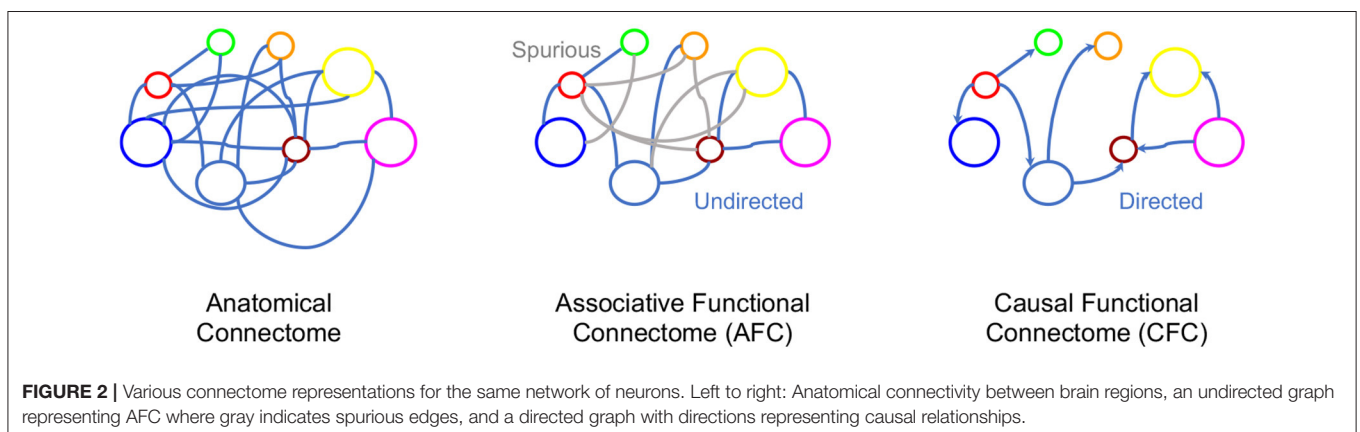 Spurious
Undirected
Directed
Anatomical
Connectome
Associative Functional
Connectome (AFC)
Causal Functional
Connectome (CFC)
FIGURE 2 | Various connectome representations for the same network of neurons. Left to right: Anatomical connectivity between brain regions, an undirected graph
representing AFC where gray indicates spurious edges, and a directed graph with directions representing causal relationships.